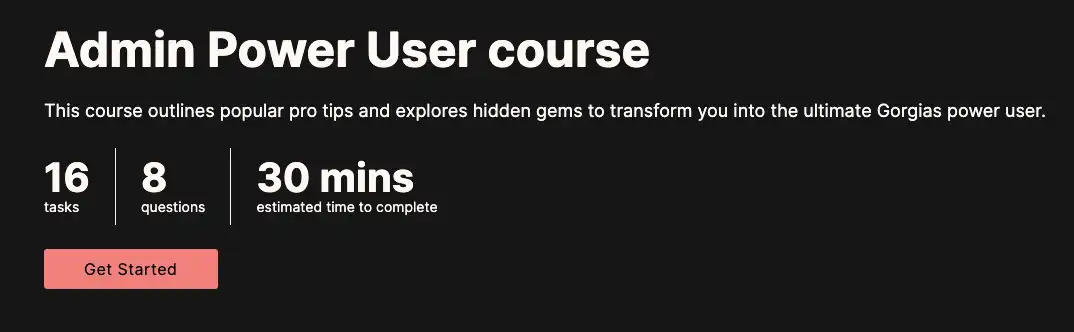 Admin Power User course
This course outlines popular pro tips and explores hidden gems to transform you into the ultimate Gorgias power user.
16
tasks
8
questions
30 mins
estimated time to complete
Get Started